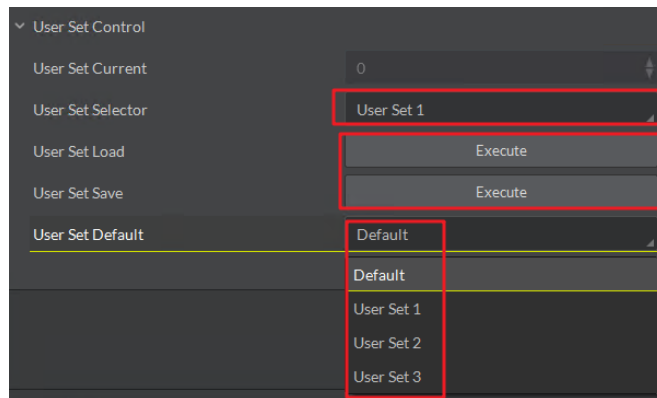 User Set Control
User Set Current 0
User Set Selector User Set 1
User Set Load Execute
User Set Save Execute
User Set Default Default
Default
User Set 1
User Set 2
User Set 3